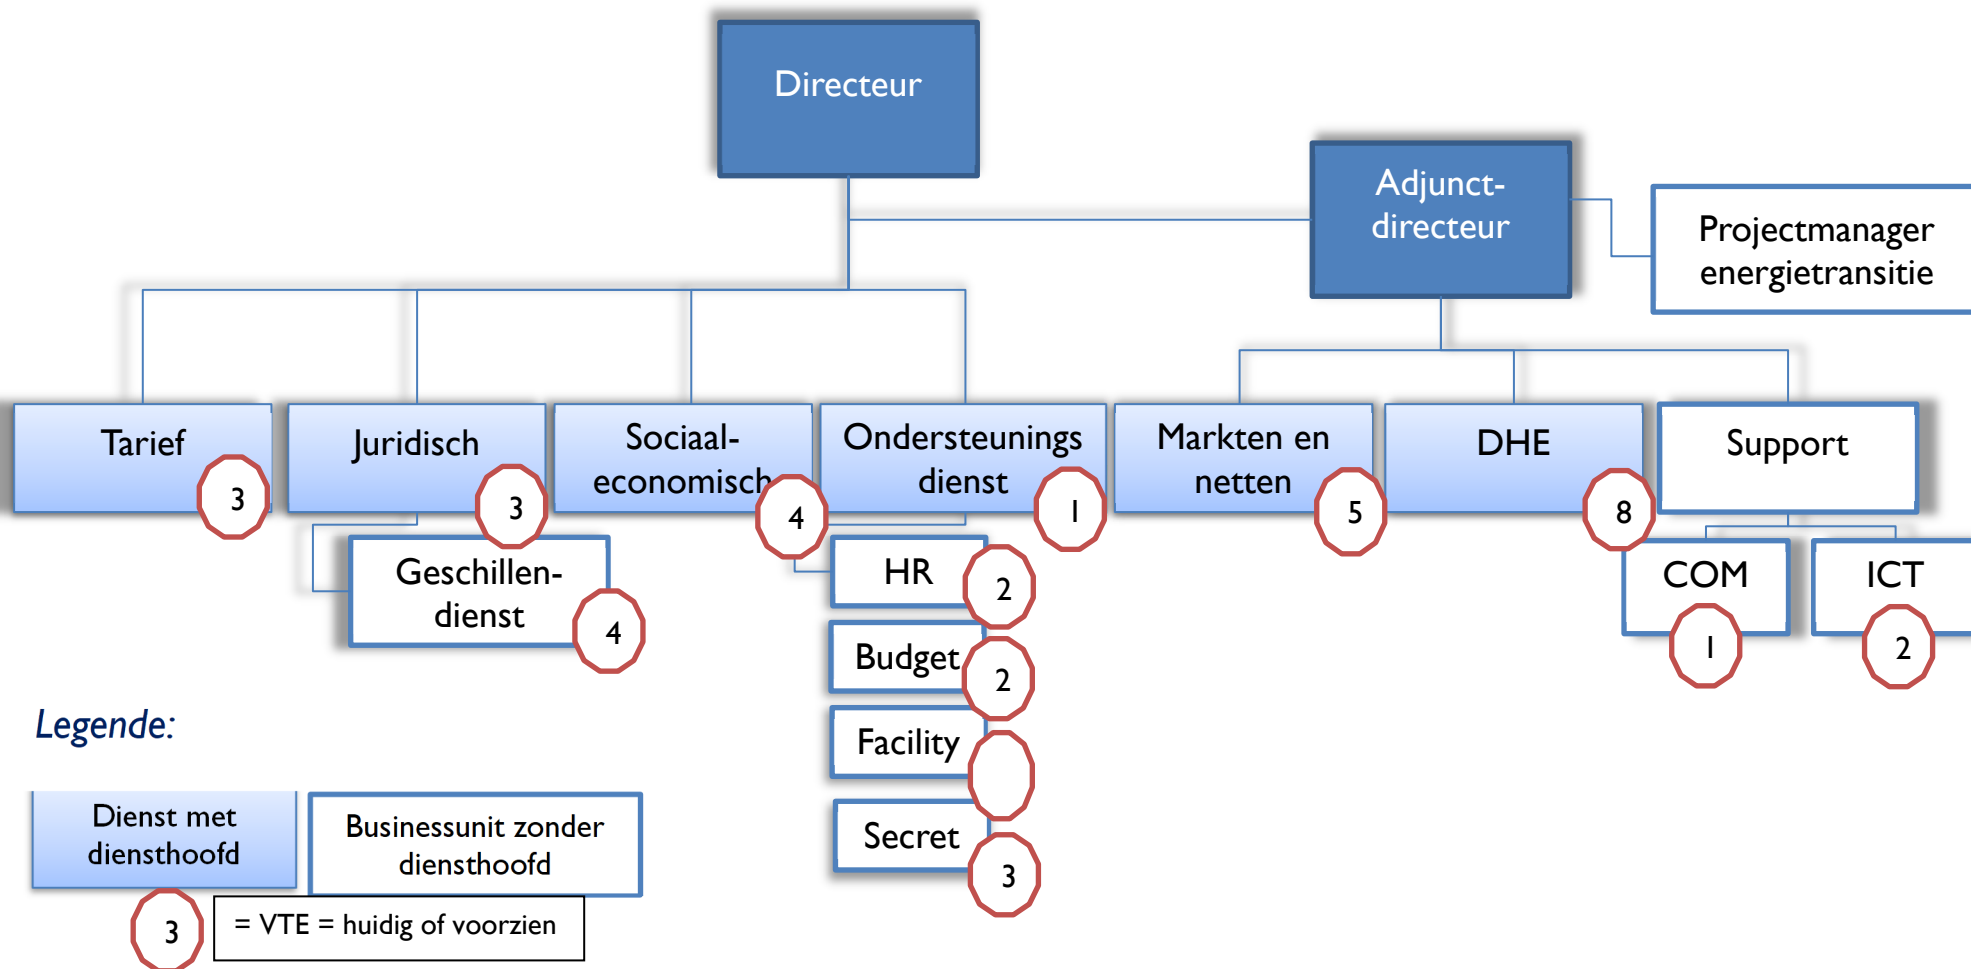 Directeur
Adjunct-
directeur
Projectmanager
energietransitie
Tarief
3
Juridisch
3
Sociaal-
economisch
4
Ondersteunings
dienst
1
Markten en
netten
5
DHE
8
Support
Geschillen-
dienst
4
HR
2
Budget
2
Facility
Secret
3
COM
1
ICT
2
Legende:
Dienst met
diensthoofd
Businessunit zonder
diensthoofd
3
= VTE = huidig of voorzien